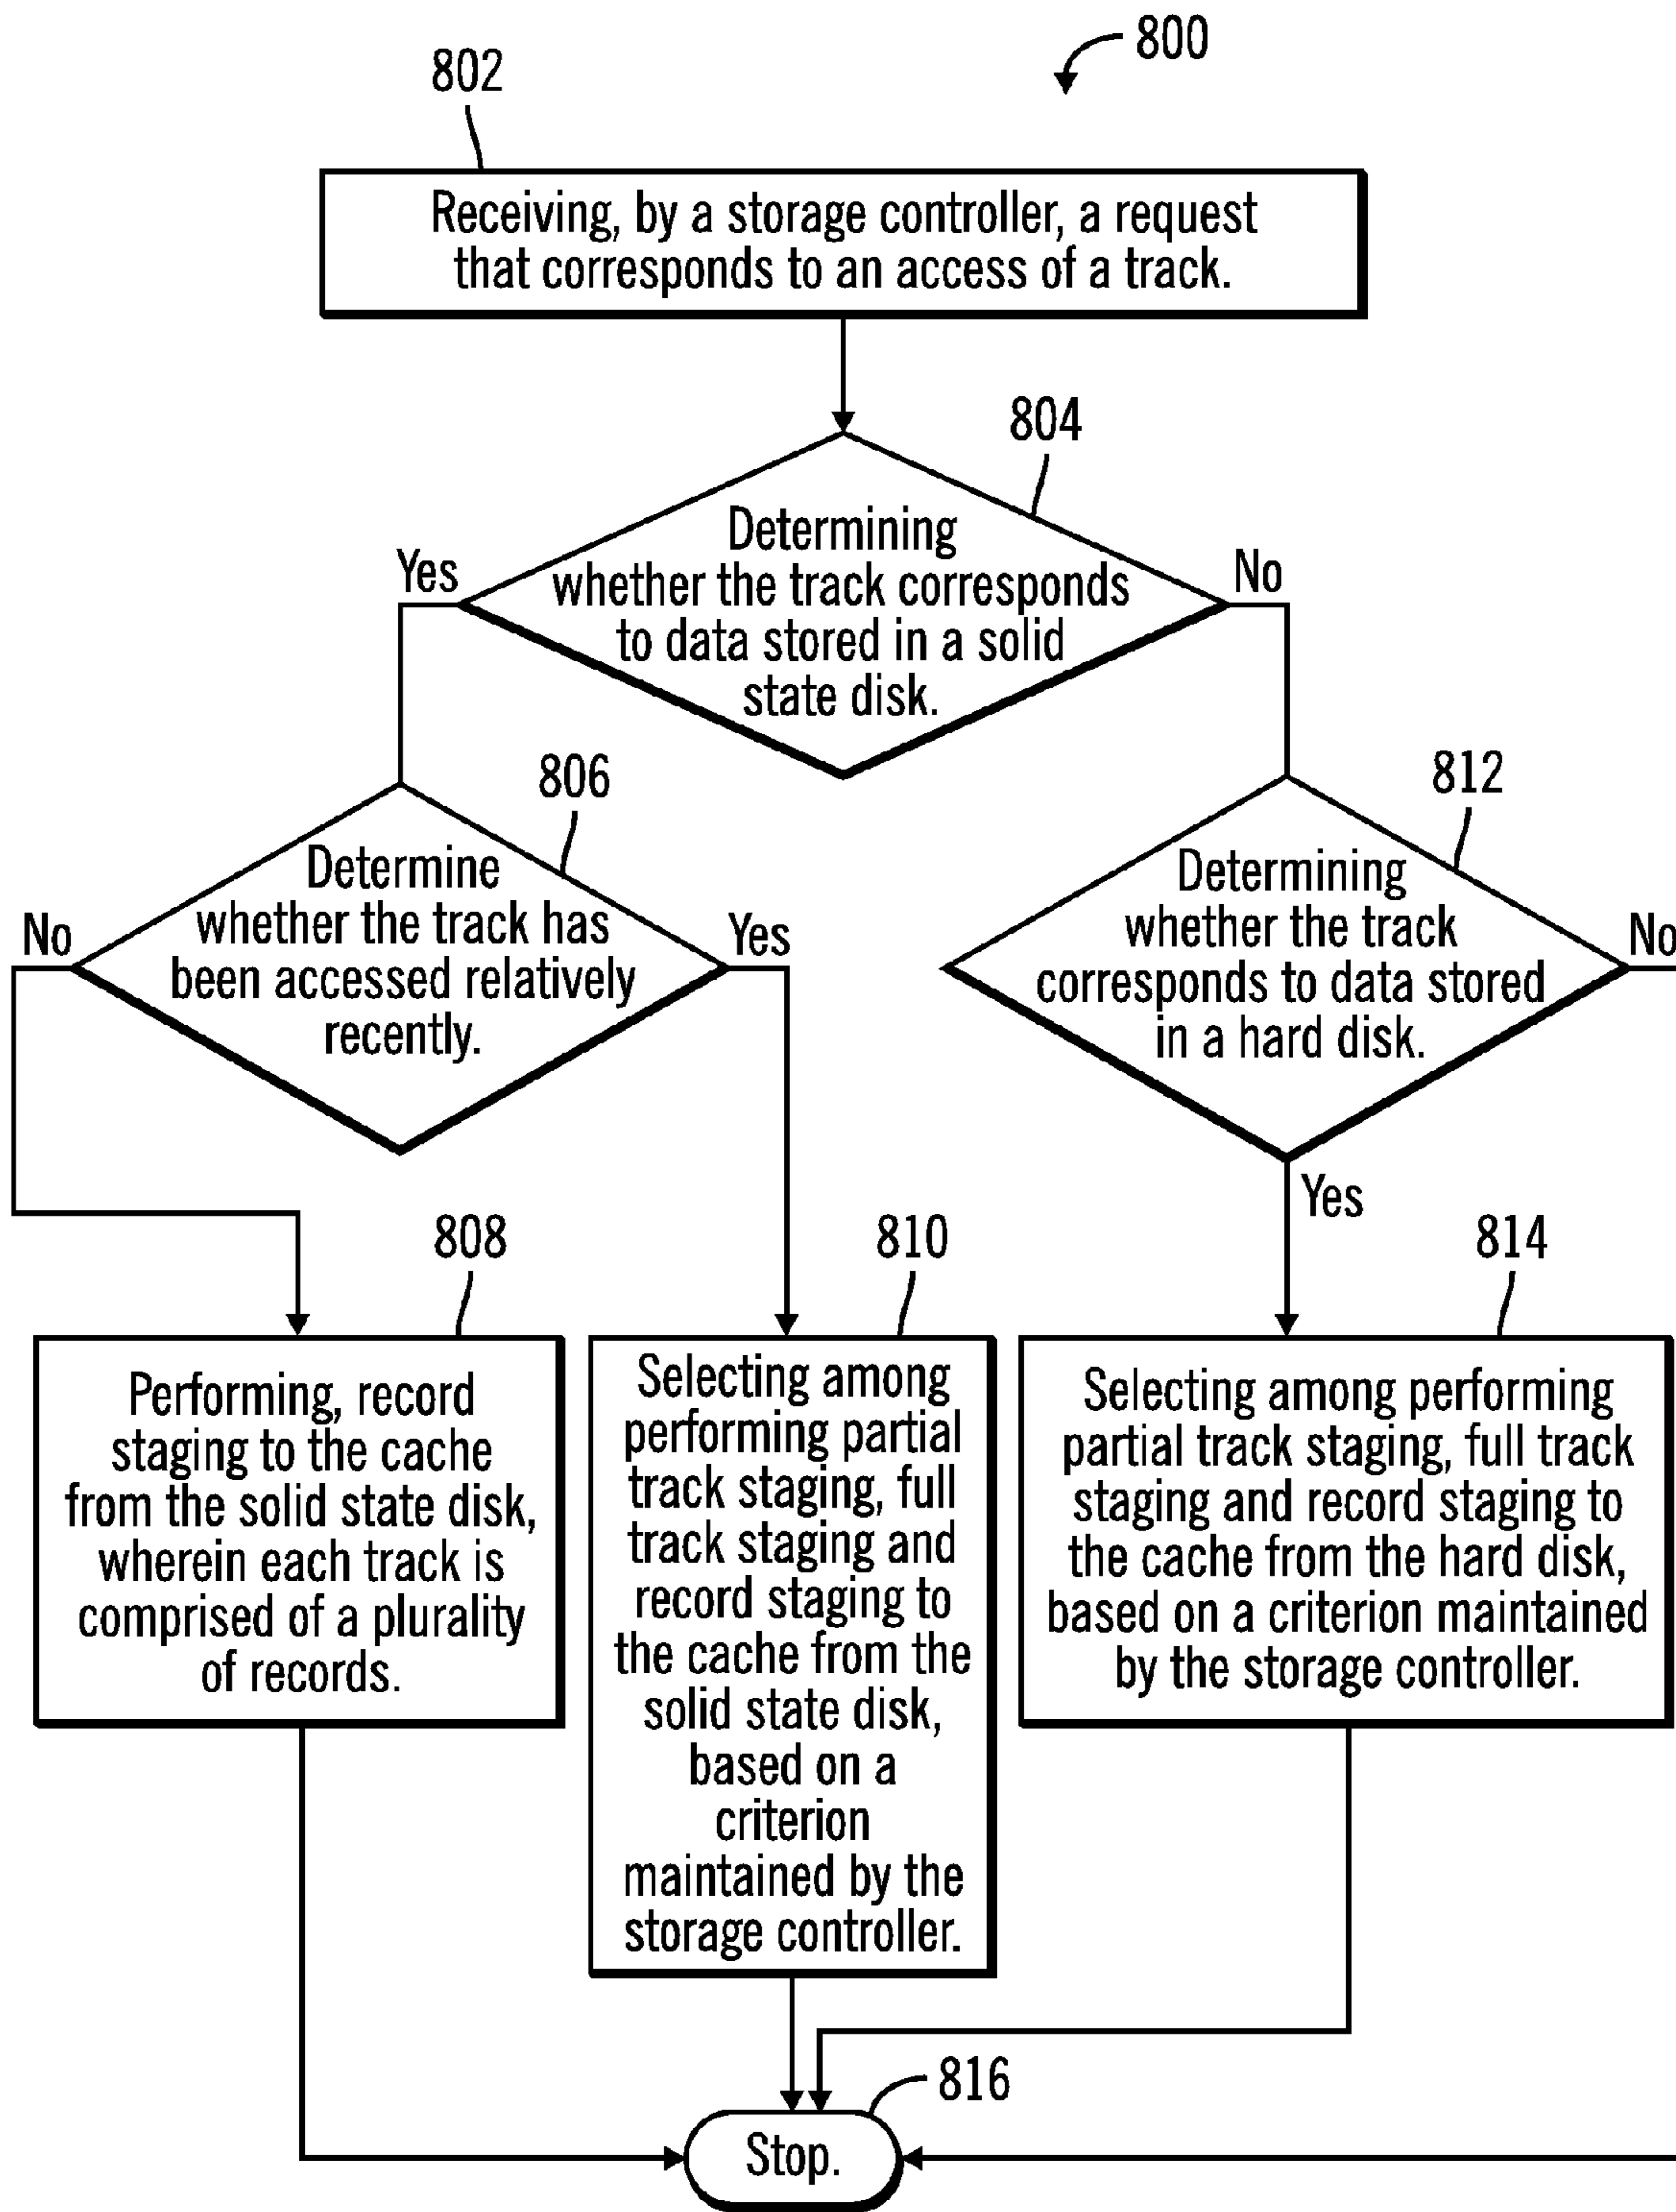 800
802
Receiving, by a storage controller, a request
that corresponds to an access of a track.
804
Determining
whether the track corresponds
to data stored in a solid
state disk.
Yes
No
806
Determine
whether the track has
been accessed relatively
recently.
No
Yes
812
Determining
whether the track
corresponds to data stored
in a hard disk.
No
Yes
808
Performing, record
staging to the cache
from the solid state disk,
wherein each track is
comprised of a plurality
of records.
810
Selecting among
performing partial
track staging, full
track staging and
record staging to
the cache from the
solid state disk,
based on a
criterion
maintained by the
storage controller.
814
Selecting among performing
partial track staging, full track
staging and record staging to
the cache from the hard disk,
based on a criterion maintained
by the storage controller.
816
Stop.